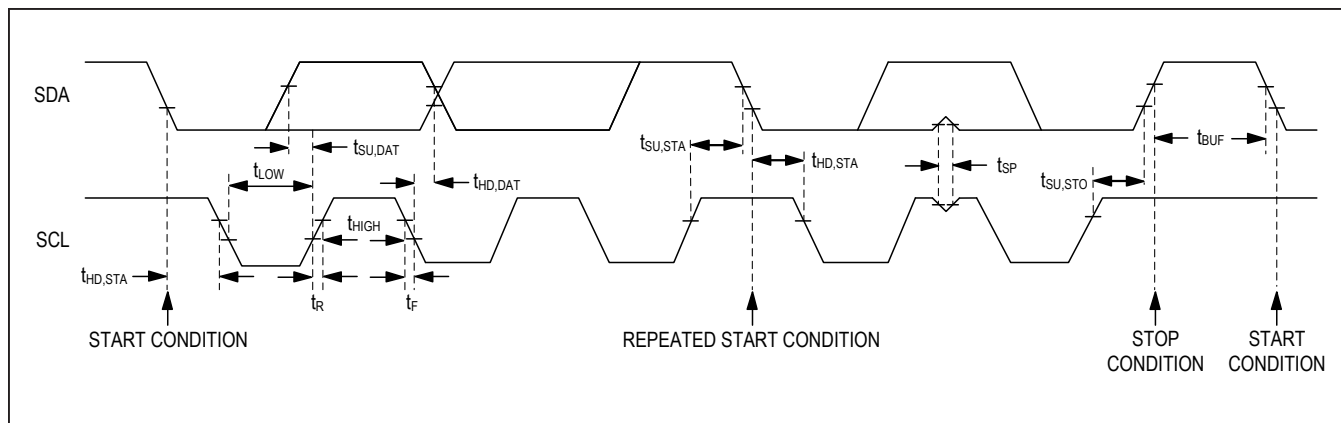 SDA
tSU,DAT
tLOW
tHD,DAT
tSU,STA
tHD,STA
tSP
tBUF
tSU,STO
SCL
tHIGH
tHD,STA
tR
tF
START CONDITION
REPEATED START CONDITION
STOP
CONDITION
START
CONDITION